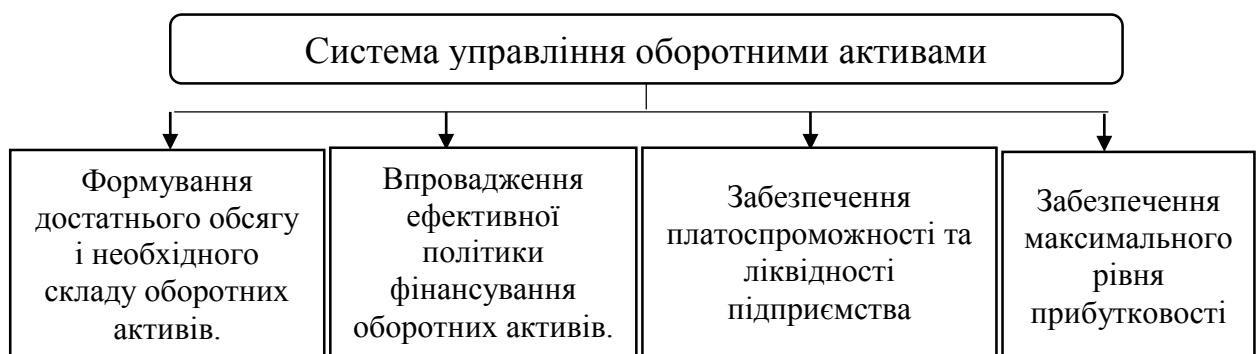 Система управління оборотними активами
Формування
достатнього обсягу
і необхідного
складу оборотних
активів.
Впровадження
ефективної
політики
фінансування
оборотних активів.
Забезпечення
платоспроможності та
ліквідності
підприємства
Забезпечення
максимального
рівня
прибутковості